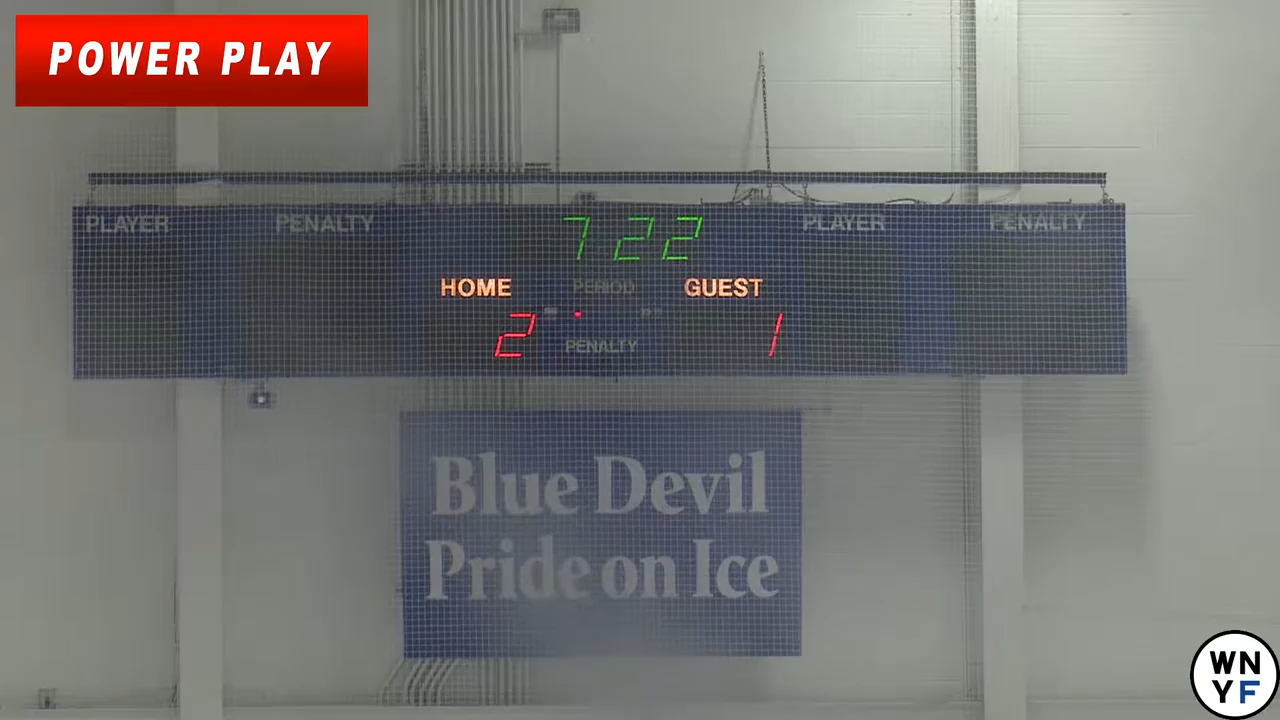 POWER PLAY
PLAYER PENALTY 7 22 PLAYER PENALTY
HOME PERIOD GUEST
2 PENALTY 1
Blue Devil
Pride on Ice
WN
YF